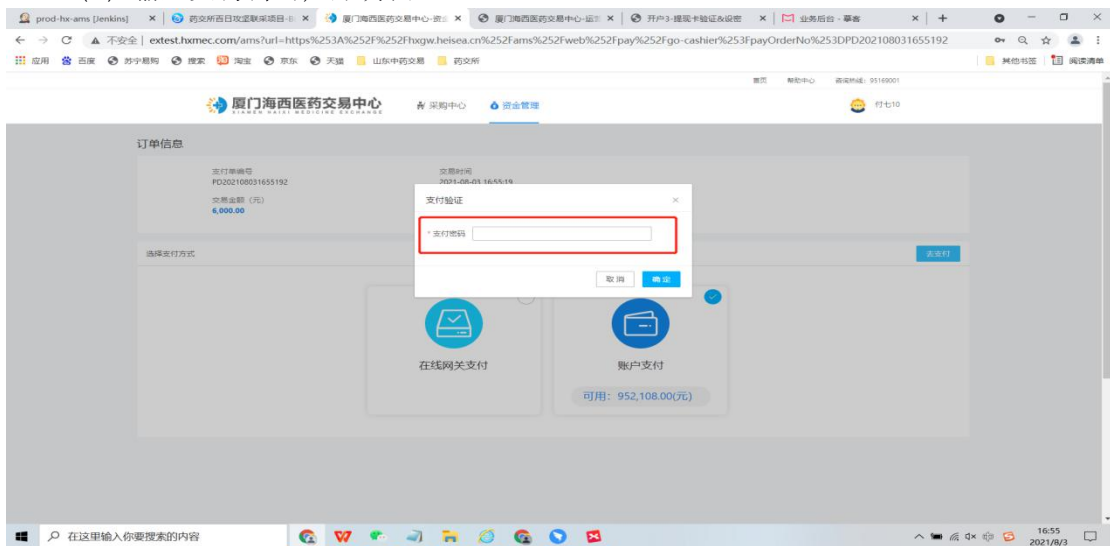 prod-hx-ams [Jenkins]
药交所百日攻坚联采项目-
厦门海西医药交易中心-资
厦门海西医药交易中心-运
开户3-提现卡验证&设密
业务后台 - 摹客
不安全
extest.hxmec.com/ams?url=https%253A%252F%252Fhxgw.heisea.cn%252Fams%252Fweb%252Fpay%252Fgo-cashier%253FpayOrderNo%253DPD202108031655192
应用
百度
苏宁易购
搜索
淘宝
京东
天猫
山东中药交易
药交所
其他书签
阅读清单
首页
帮助中心
咨询热线：95169001
厦门海西医药交易中心
XIAMEN HAIXI MEDICINE EXCHANGE
采购中心
资金管理
付七10
订单信息
支付单编号
PD202108031655192
交易时间
2021-08-03 16:55:19
交易金额（元）
6,000.00
支付验证
* 支付密码
取消
确定
选择支付方式
去支付
在线网关支付
账户支付
可用：952,108.00(元)
在这里输入你要搜索的内容
16:55
2021/8/3